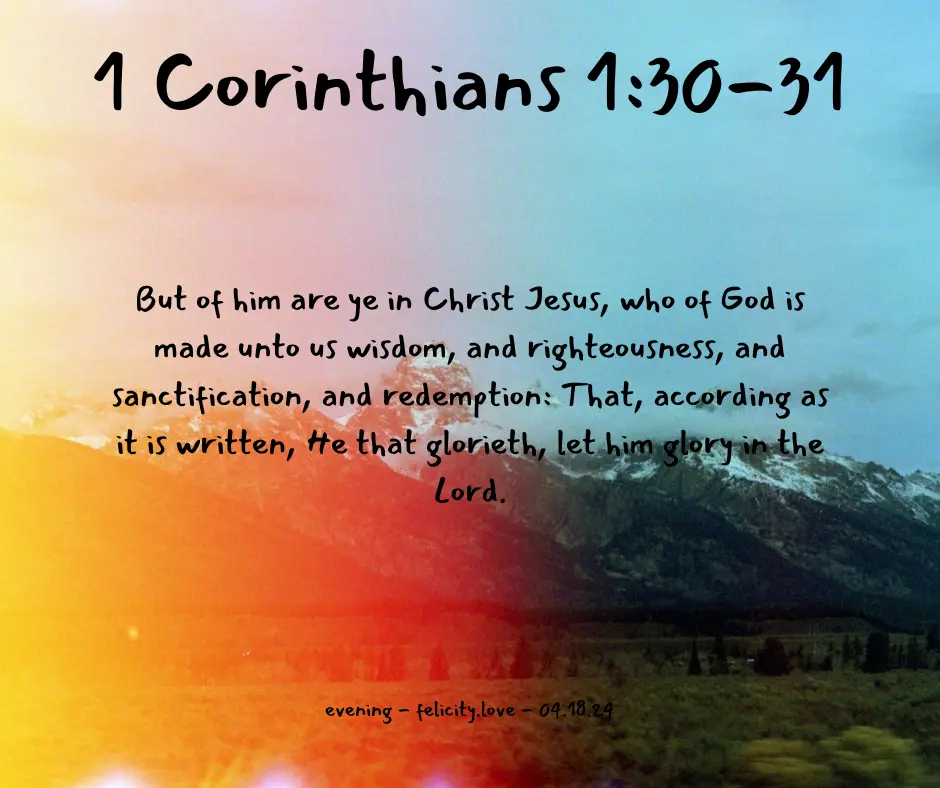 1 Corinthians 1:30-31
But of him are ye in Christ Jesus, who of God is
made unto us wisdom, and righteousness, and
sanctification, and redemption: That, according as
it is written, He that glorieth, let him glory in the
Lord.
evening - felicity.love - 04.18.24